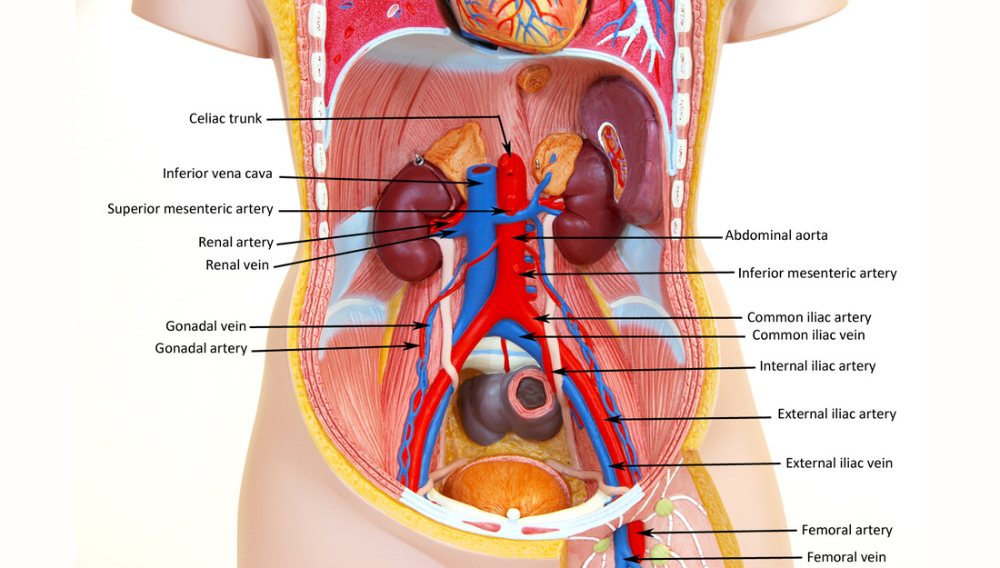 Celiac trunk
Inferior vena cava
Superior mesenteric artery
Renal artery
Renal vein
Gonadal vein
Gonadal artery
Abdominal aorta
Inferior mesenteric artery
Common iliac artery
Common iliac vein
Internal iliac artery
External iliac artery
External iliac vein
Femoral artery
Femoral vein